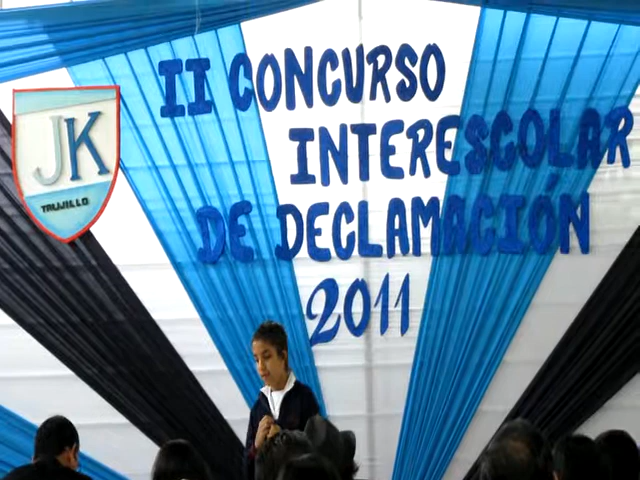 II CONCURSO
INTERESCOLAR
DE DECLAMACIÓN
2011
JK
TRUJILLO